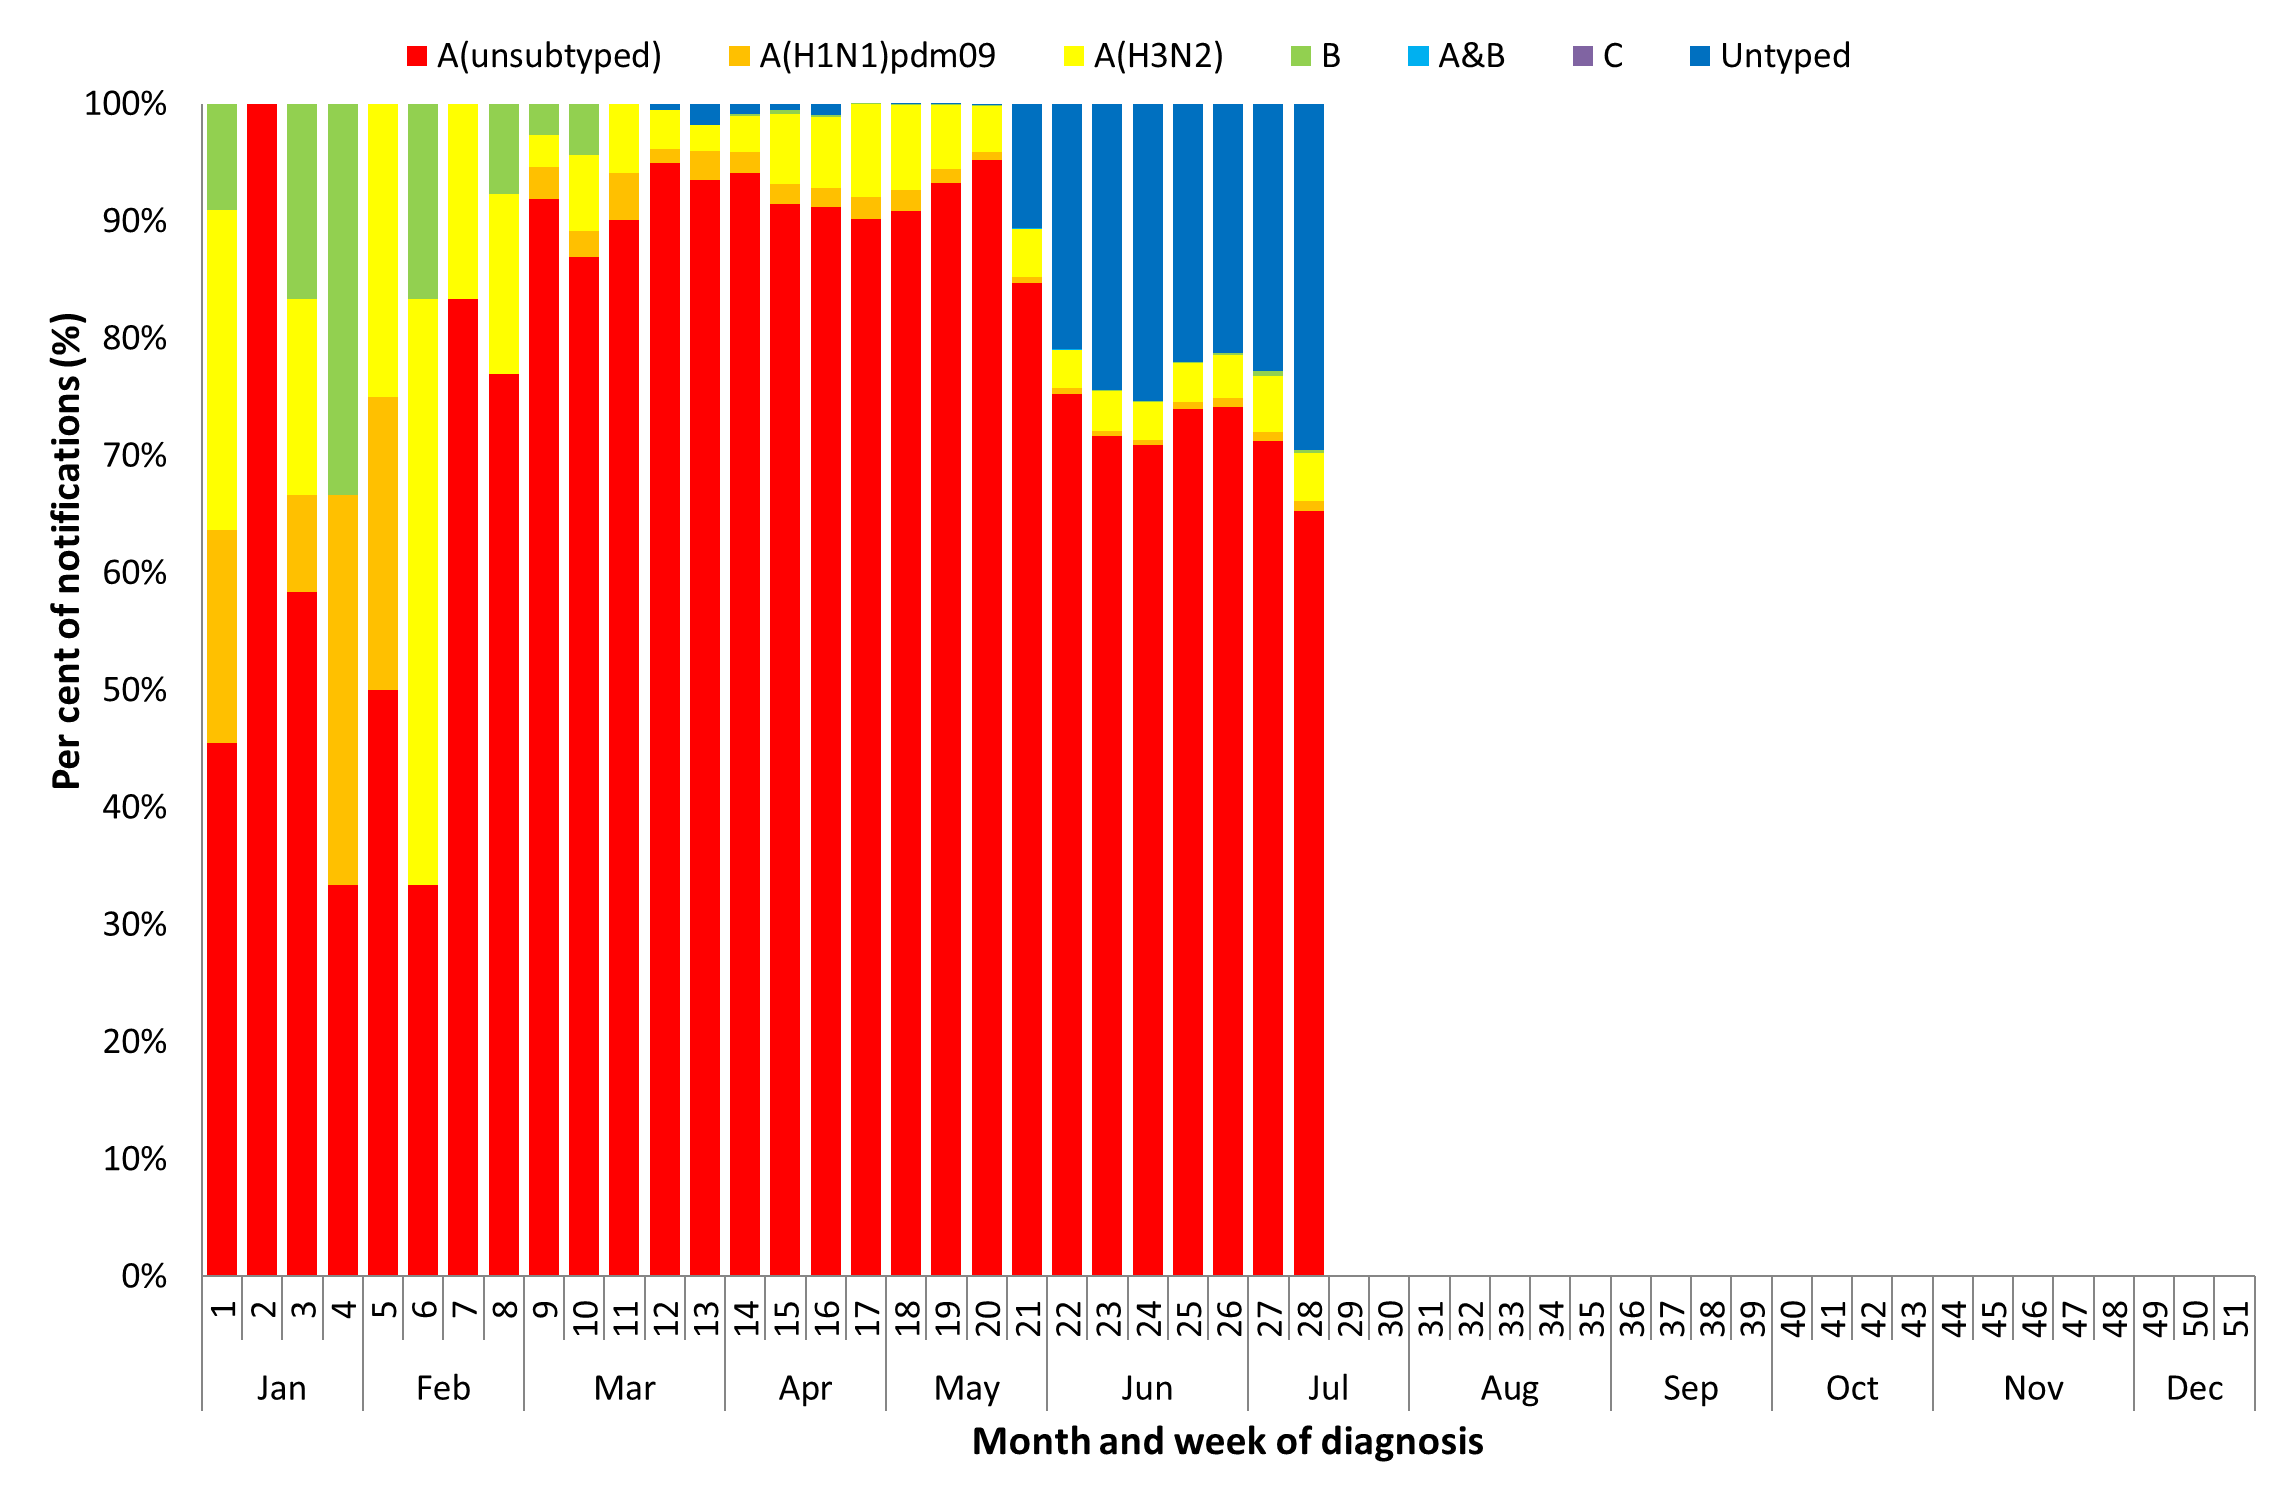 A(unsubtyped) A(H1N1)pdm09 A(H3N2) B A&B C Untyped
Per cent of notifications (%)
100%
90%
80%
70%
60%
50%
40%
30%
20%
10%
0%
1 2 3 4 5 6 7 8 9 10 11 12 13 14 15 16 17 18 19 20 21 22 23 24 25 26 27 28 29 30 31 32 33 34 35 36 37 38 39 40 41 42 43 44 45 46 47 48 49 50 51
Jan Feb Mar Apr May Jun Jul Aug Sep Oct Nov Dec
Month and week of diagnosis